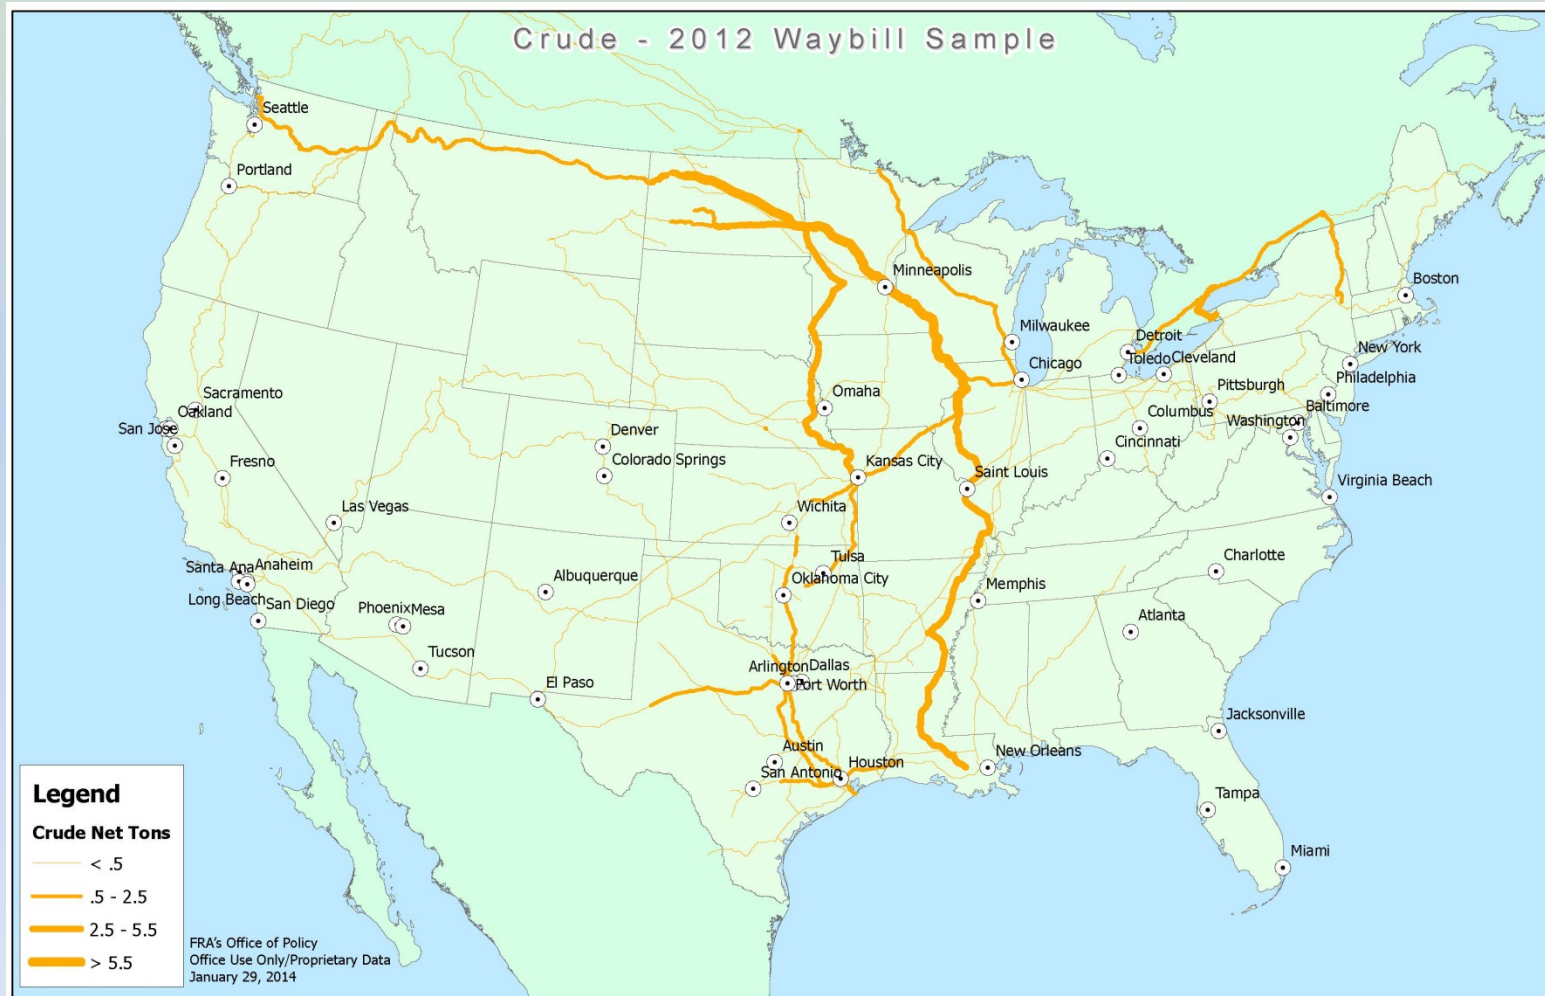 Crude - 2012 Waybill Sample
Seattle
Portland
Minneapolis
Milwaukee
Detroit
Boston
Chicago
Toledo
Cleveland
New York
Sacramento
Oakland
San Jose
Omaha
Pittsburgh
Philadelphia
Columbus
Baltimore
Washington
Denver
Cincinnati
Fresno
Colorado Springs
Kansas City
Saint Louis
Virginia Beach
Las Vegas
Wichita
Tulsa
Charlotte
Santa Ana
Anaheim
Albuquerque
Oklahoma City
Memphis
Long Beach
San Diego
Phoenix
Mesa
Atlanta
Tucson
Arlington
Dallas
Fort Worth
El Paso
Jacksonville
Austin
New Orleans
San Antonio
Houston
Tampa
Miami
Legend
Crude Net Tons
< .5
.5 - 2.5
2.5 - 5.5
> 5.5
FRA's Office of Policy
Office Use Only/Proprietary Data
January 29, 2014